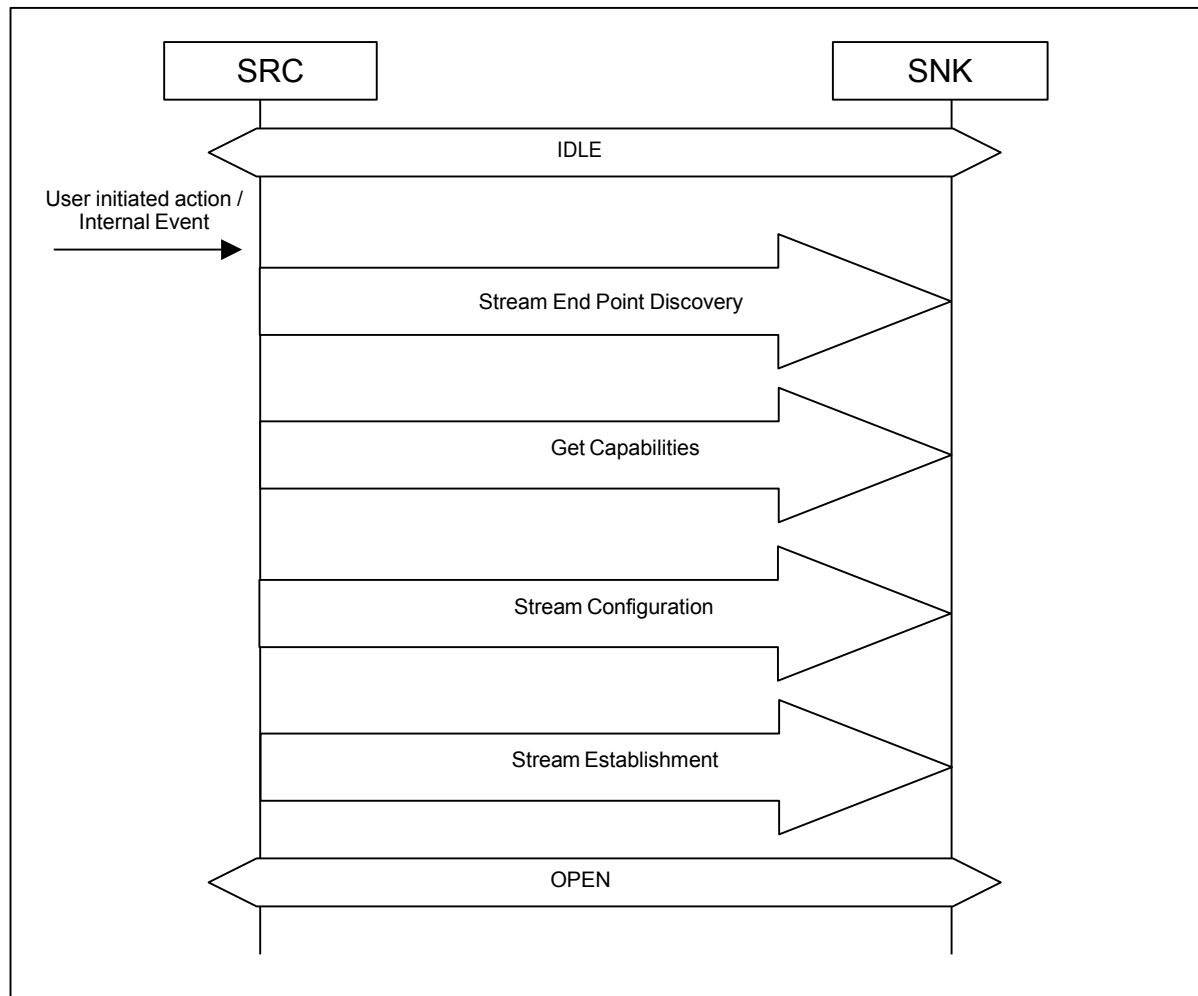 SRC
SNK
IDLE
User initiated action /
Internal Event
Stream End Point Discovery
Get Capabilities
Stream Configuration
Stream Establishment
OPEN